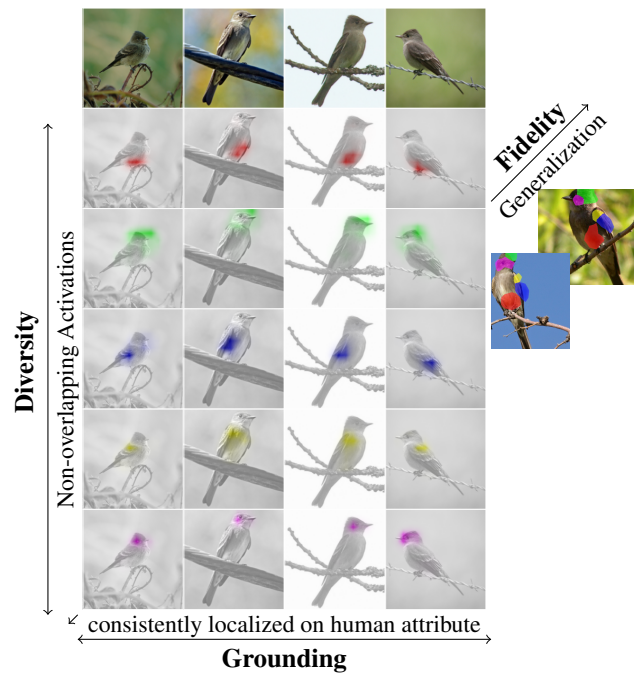 Fidelity
Generalization
Diversity
Non-overlapping Activations
consistently localized on human attribute
Grounding